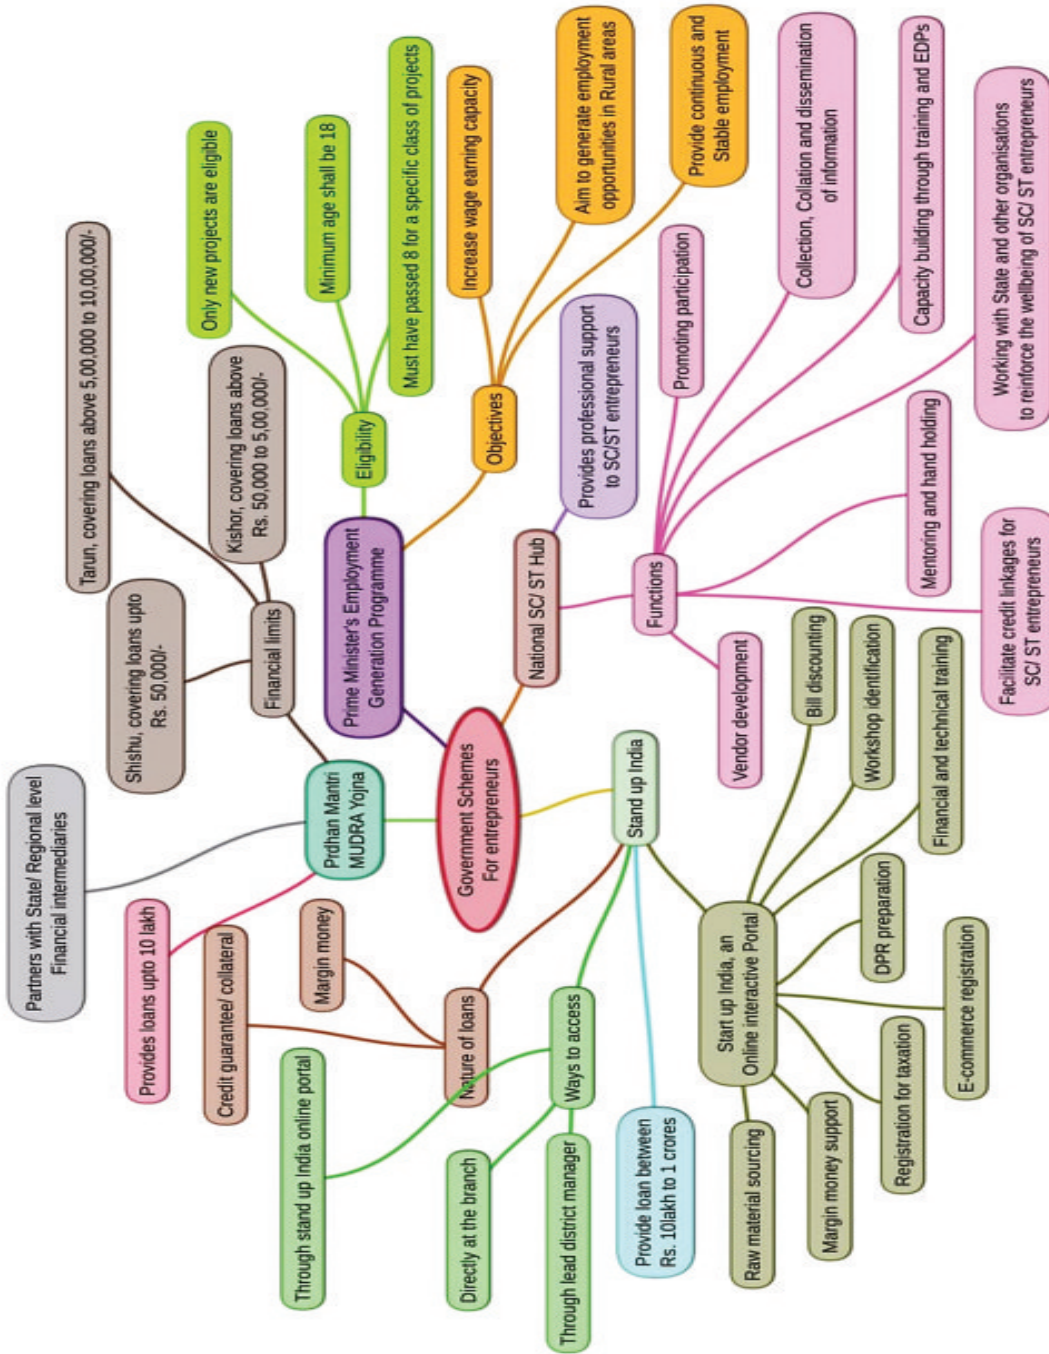 Government Schemes
For entrepreneurs
Prdhan Mantri
MUDRA Yojna
Partners with State/ Regional level
Financial intermediaries
Provides loans upto 10 lakh
Financial limits
Shishu, covering loans upto
Rs. 50,000/-
Kishor, covering loans above
Rs. 50,000 to 5,00,000/-
Tarun, covering loans above 5,00,000 to 10,00,000/-
Prime Minister's Employment
Generation Programme
Eligibility
Only new projects are eligible
Minimum age shall be 18
Must have passed 8 for a specific class of projects
Objectives
Increase wage earning capacity
Aim to generate employment
opportunities in Rural areas
Provide continuous and
Stable employment
National SC/ ST Hub
Provides professional support
to SC/ST entrepreneurs
Functions
Promoting participation
Collection, Collation and dissemination
of information
Capacity building through training and EDPs
Working with State and other organisations
to reinforce the wellbeing of SC/ ST entrepreneurs
Mentoring and hand holding
Facilitate credit linkages for
SC/ ST entrepreneurs
Vendor development
Stand up India
Nature of loans
Margin money
Credit guarantee/ collateral
Ways to access
Through stand up India online portal
Directly at the branch
Through lead district manager
Provide loan between
Rs. 10lakh to 1 crores
Start up India, an
Online interactive Portal
Bill discounting
Workshop identification
Financial and technical training
DPR preparation
E-commerce registration
Registration for taxation
Margin money support
Raw material sourcing